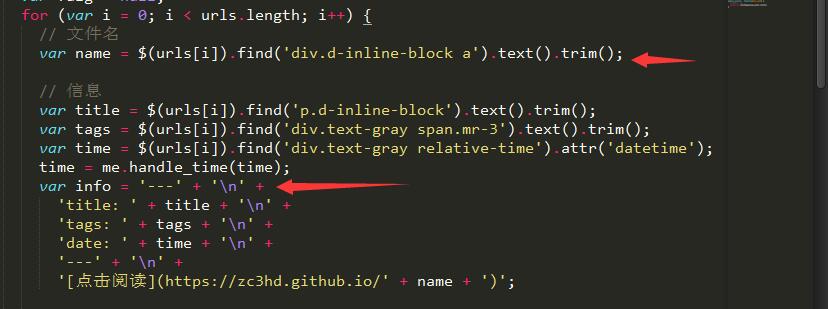 for (var i = 0; i < urls.length; i++) {
// 文件名
var name = $(urls[i]).find('div.d-inline-block a').text().trim();
// 信息
var title = $(urls[i]).find('p.d-inline-block').text().trim();
var tags = $(urls[i]).find('div.text-gray span.mr-3').text().trim();
var time = $(urls[i]).find('div.text-gray relative-time').attr('datetime');
time = me.handle_time(time);
var info = '---' + '\n' +
'title: ' + title + '\n' +
'tags: ' + tags + '\n' +
'date: ' + time + '\n' +
'---' + '\n' +
'[点击阅读](https://zc3hd.github.io/' + name + ')';